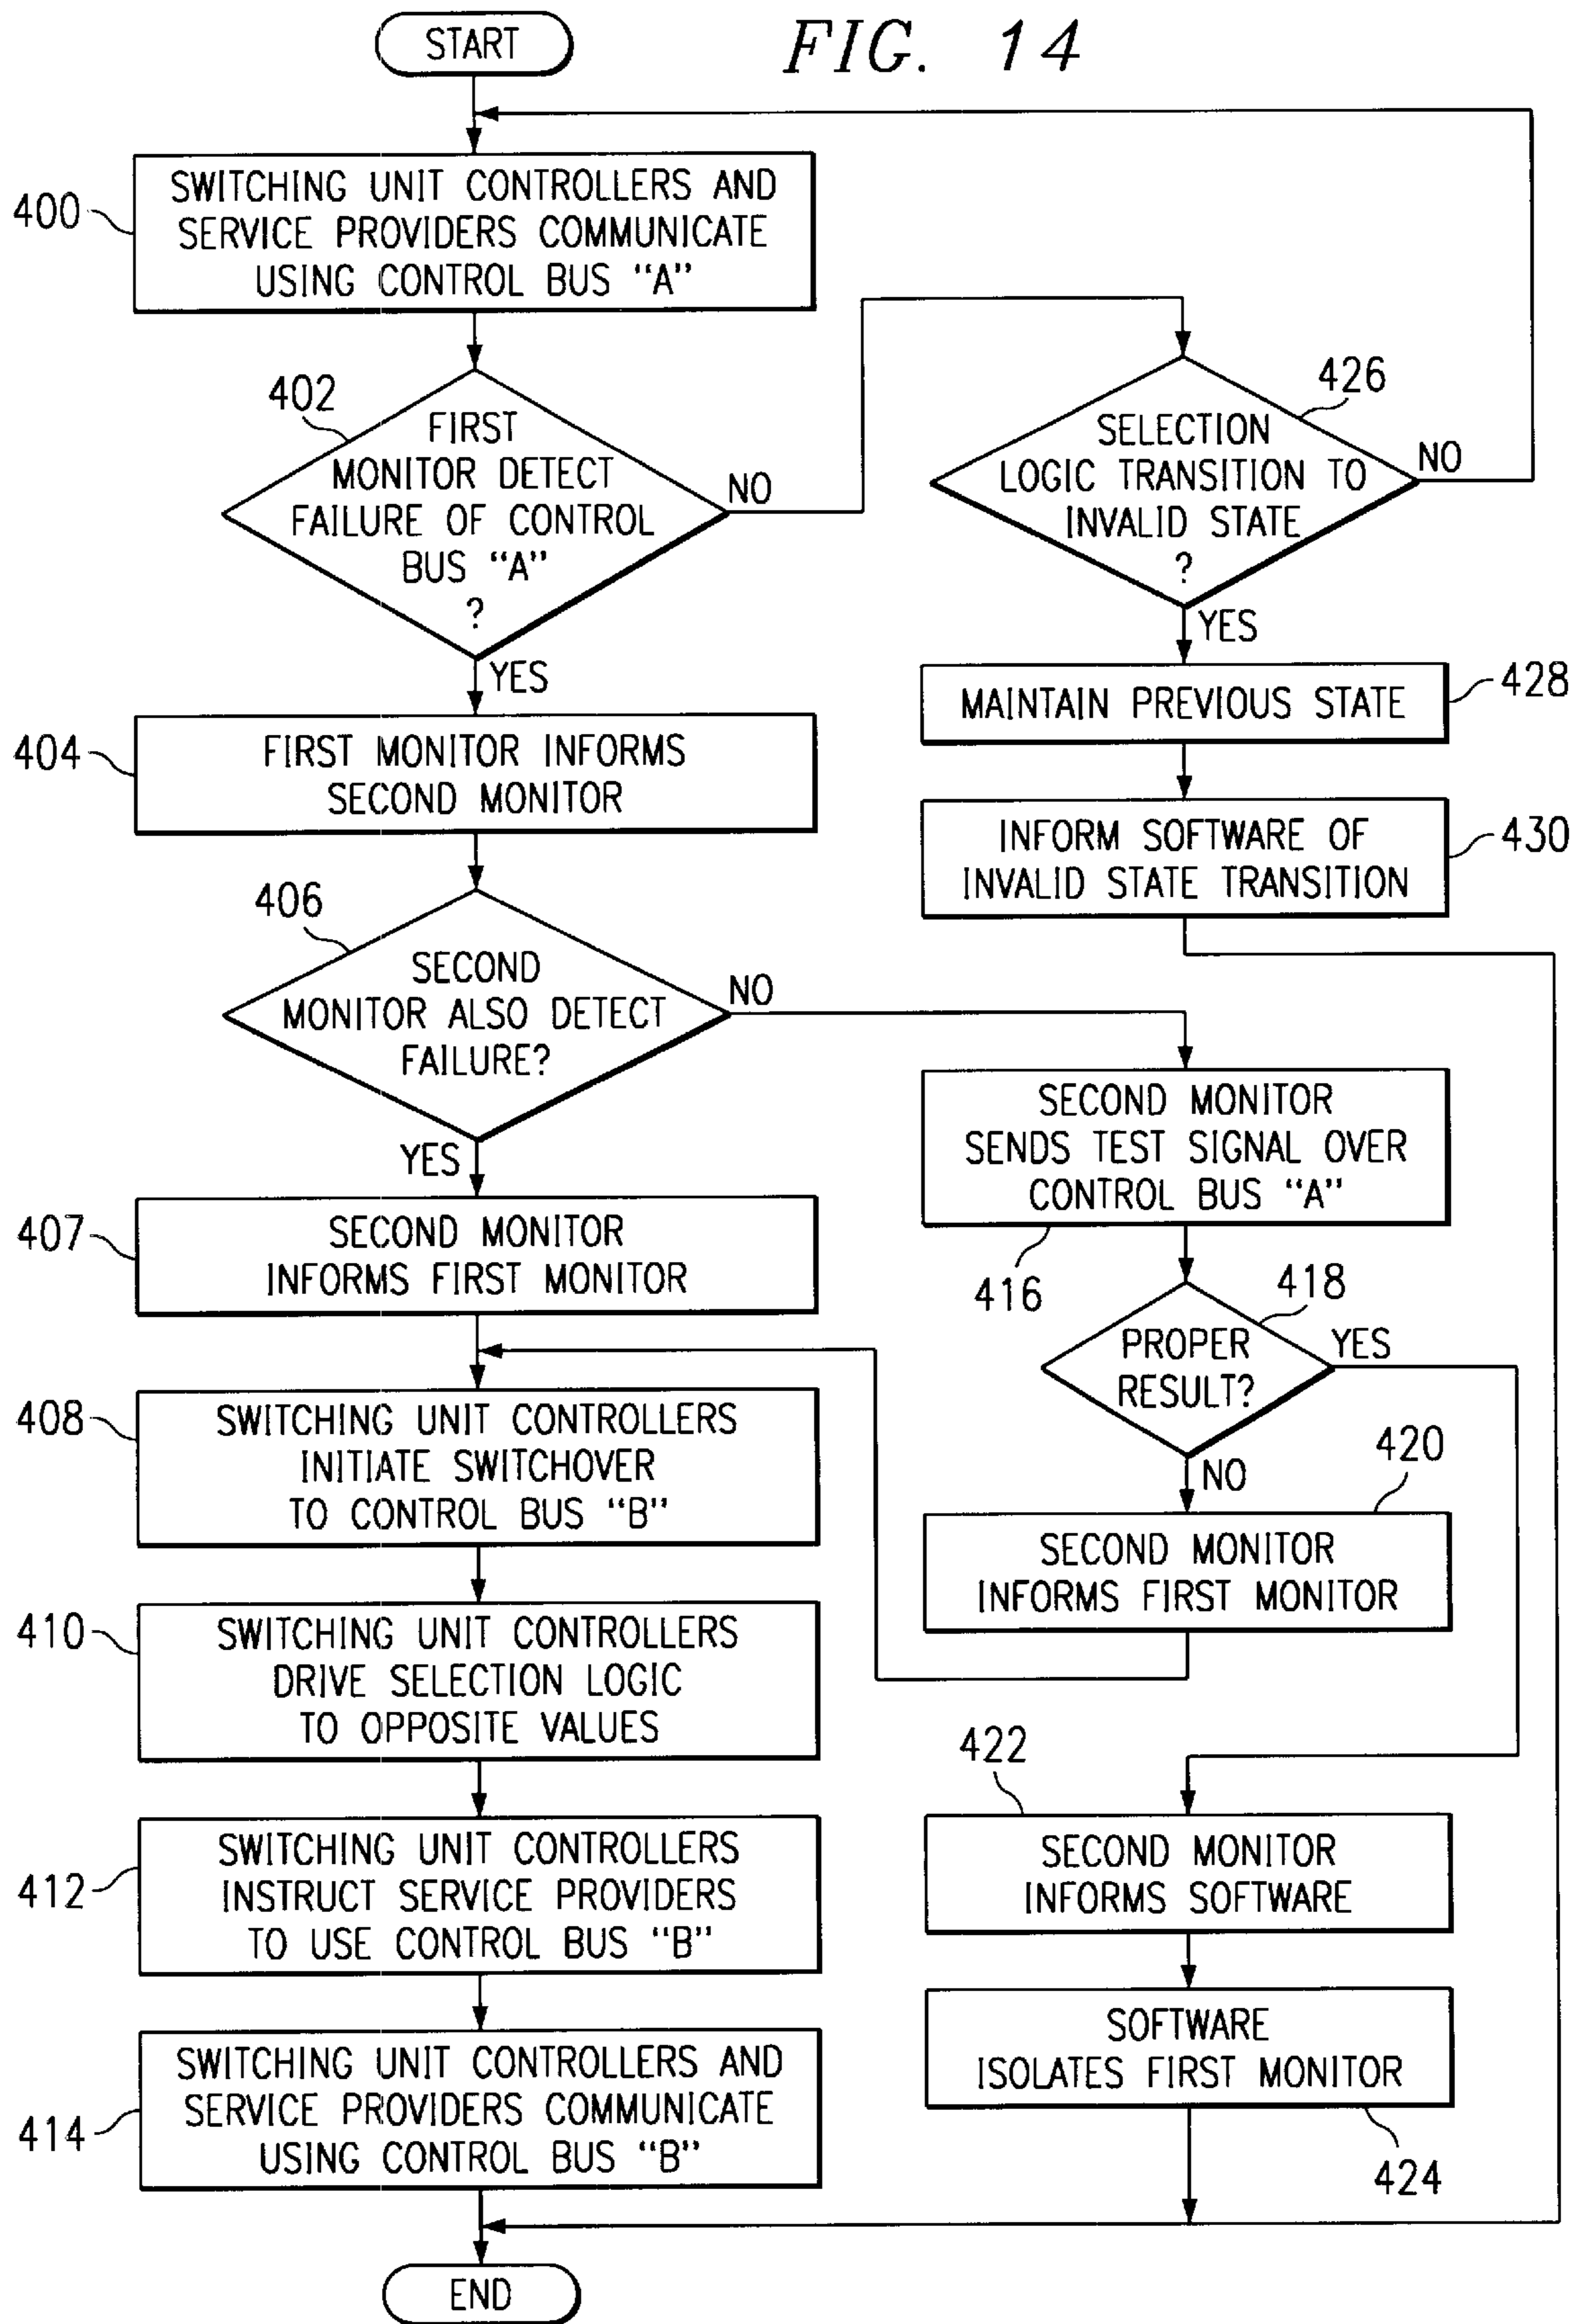 START
FIG. 14
400
SWITCHING UNIT CONTROLLERS AND
SERVICE PROVIDERS COMMUNICATE
USING CONTROL BUS "A"
402
FIRST
MONITOR DETECT
FAILURE OF CONTROL
BUS "A"
?
NO
YES
426
SELECTION
LOGIC TRANSITION TO
INVALID STATE
?
NO
YES
MAINTAIN PREVIOUS STATE
428
404
FIRST MONITOR INFORMS
SECOND MONITOR
INFORM SOFTWARE OF
INVALID STATE TRANSITION
430
406
SECOND
MONITOR ALSO DETECT
FAILURE?
NO
YES
SECOND MONITOR
SENDS TEST SIGNAL OVER
CONTROL BUS "A"
416
407
SECOND MONITOR
INFORMS FIRST MONITOR
418
PROPER
RESULT?
YES
NO
408
SWITCHING UNIT CONTROLLERS
INITIATE SWITCHOVER
TO CONTROL BUS "B"
420
SECOND MONITOR
INFORMS FIRST MONITOR
410
SWITCHING UNIT CONTROLLERS
DRIVE SELECTION LOGIC
TO OPPOSITE VALUES
422
SECOND MONITOR
INFORMS SOFTWARE
412
SWITCHING UNIT CONTROLLERS
INSTRUCT SERVICE PROVIDERS
TO USE CONTROL BUS "B"
SOFTWARE
ISOLATES FIRST MONITOR
424
414
SWITCHING UNIT CONTROLLERS AND
SERVICE PROVIDERS COMMUNICATE
USING CONTROL BUS "B"
END